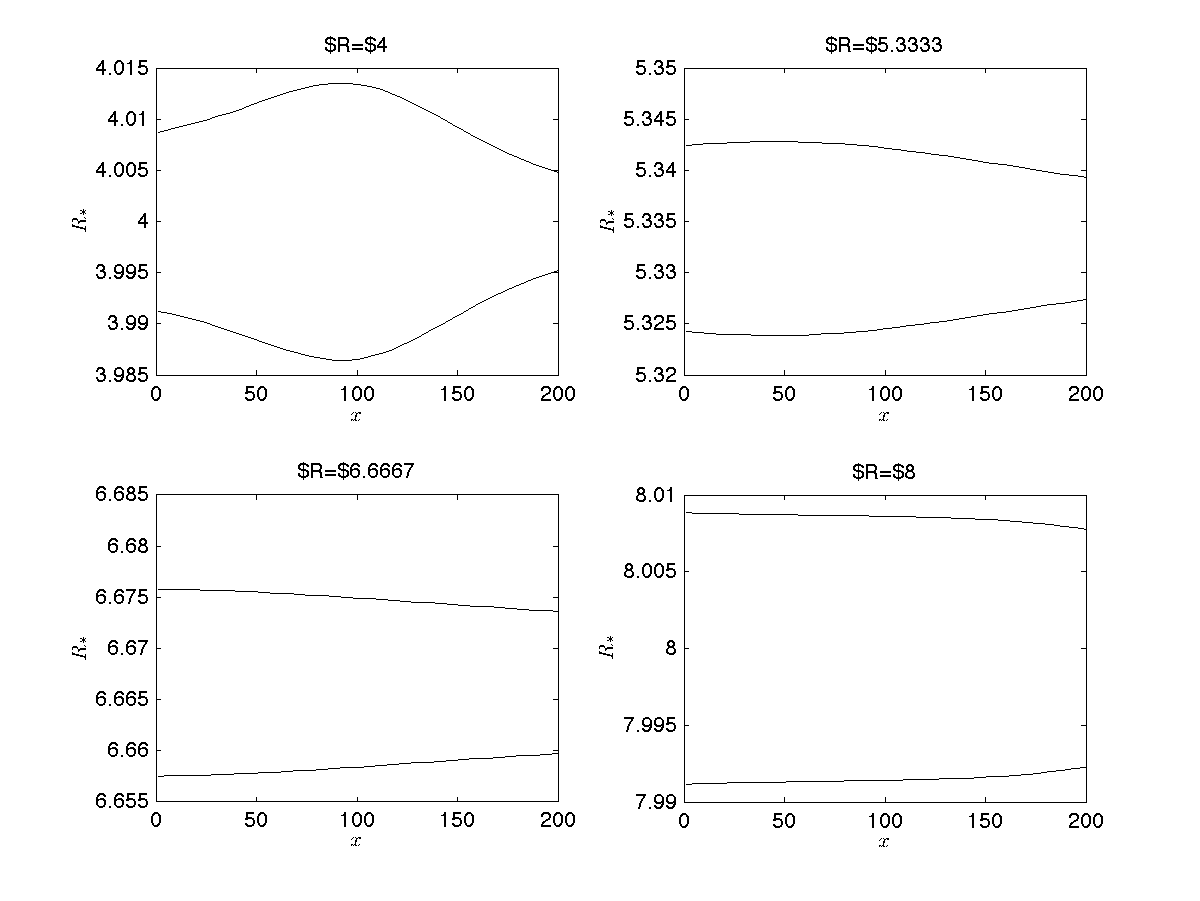 $R=$4
4.015
4.01
4.005
4
3.995
3.99
3.985
R*
0 50 100 150 200
x
$R=$5.3333
5.35
5.345
5.34
5.335
5.33
5.325
5.32
R*
0 50 100 150 200
x
$R=$6.6667
6.685
6.68
6.675
6.67
6.665
6.66
6.655
R*
0 50 100 150 200
x
$R=$8
8.01
8.005
8
7.995
7.99
R*
0 50 100 150 200
x